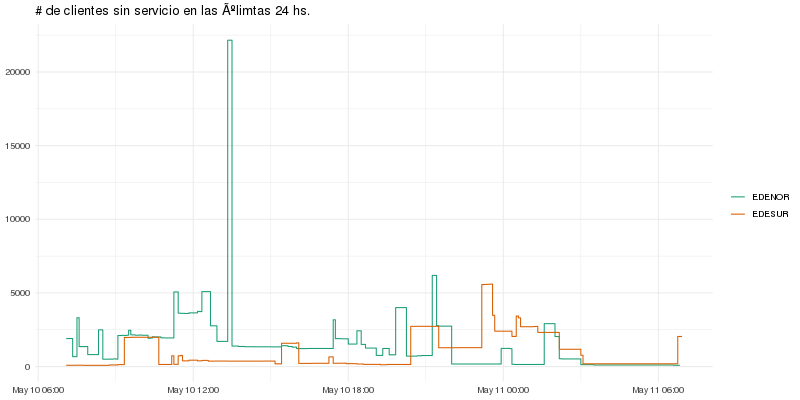 # de clientes sin servicio en las Ãºlimtas 24 hs.
20000
15000
10000
5000
0
May 10 06:00
May 10 12:00
May 10 18:00
May 11 00:00
May 11 06:00
EDENOR
EDESUR